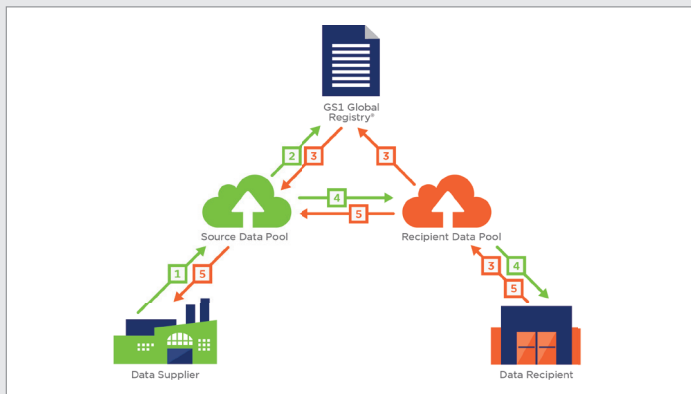 GS1 Global
Registry®
2
3
3
4
5
Source Data Pool
Recipient Data Pool
1
5
3
4
5
Data Supplier
Data Recipient